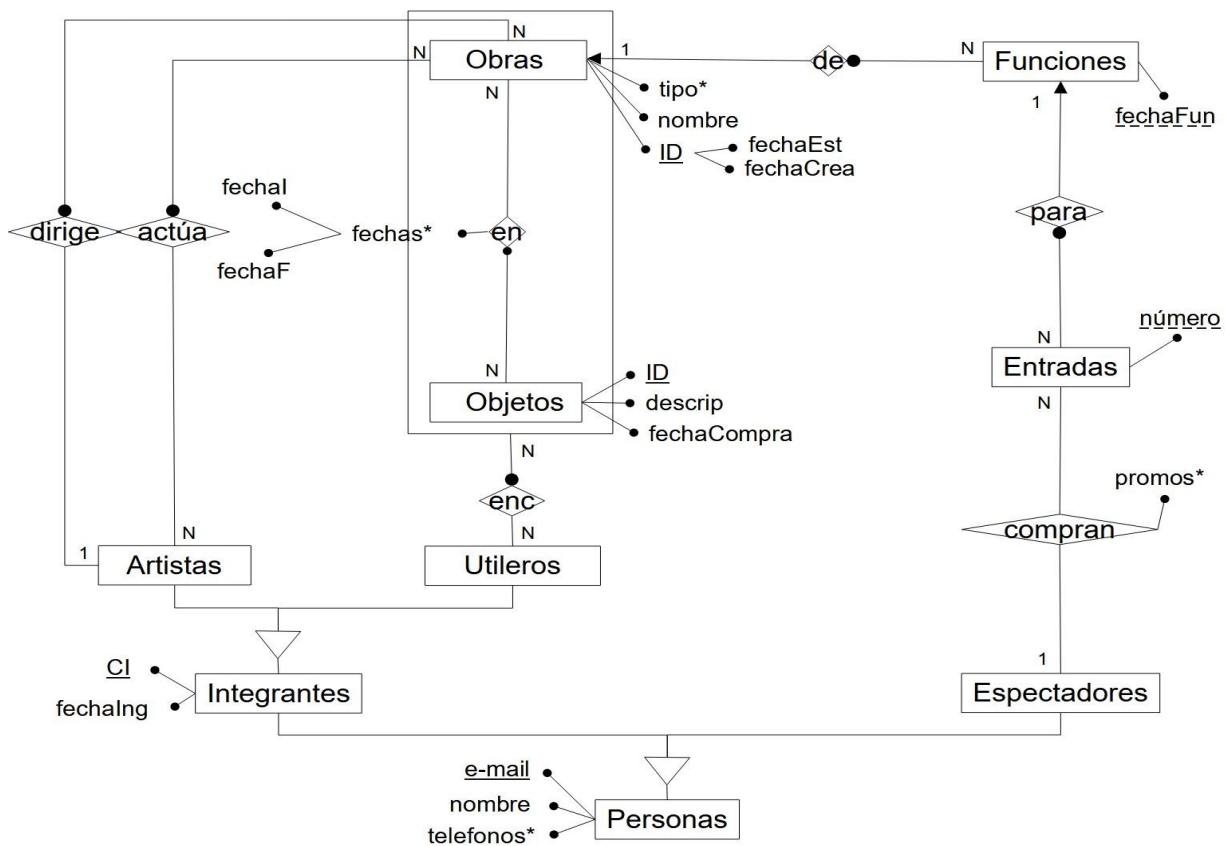 N
N
Obras
1
de
N
Funciones
N
tipo*
nombre
ID
fechaEst
fechaCrea
1
fechaFun
fechaI
fechas*
fechaF
dirige
actúa
en
para
número
N
Entradas
N
N
Objetos
ID
descrip
fechaCompra
N
enc
promos*
compran
1
N
Artistas
N
Utileros
CI
fechaIng
Integrantes
1
Espectadores
e-mail
nombre
telefonos*
Personas